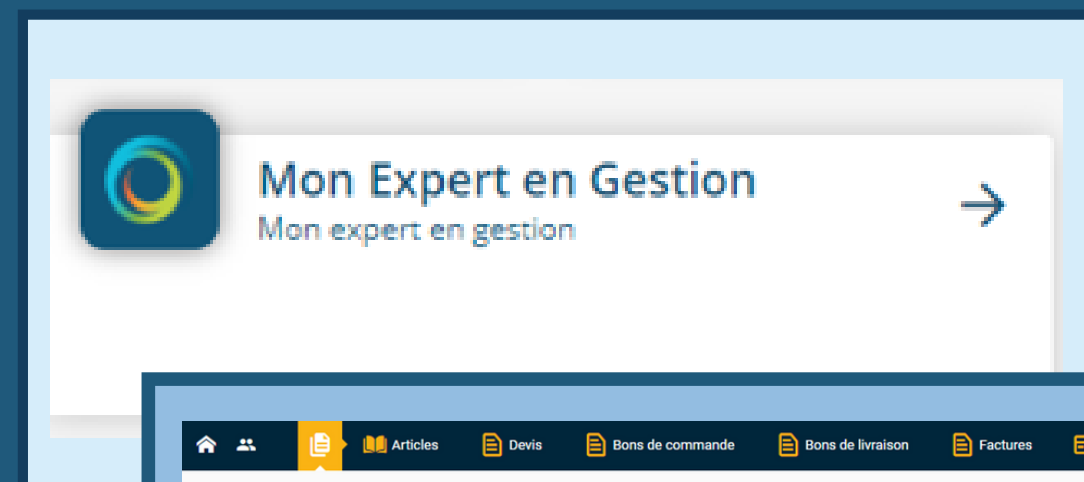 Mon Expert en Gestion
Mon expert en gestion
Articles Devis Bons de commande Bons de livraison Factures